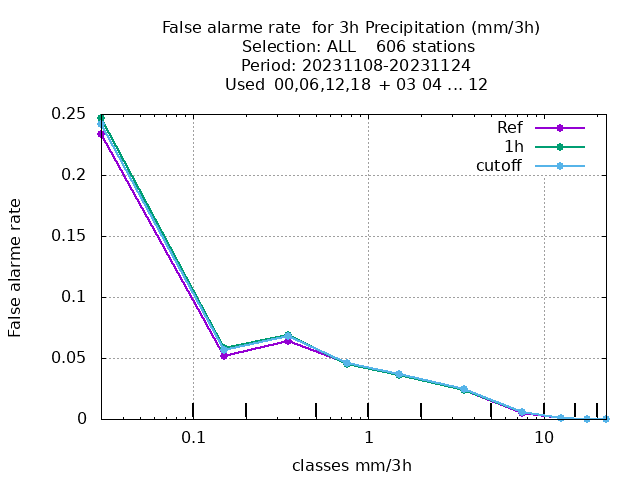 False alarme rate  for 3h Precipitation (mm/3h)
Selection: ALL    606 stations
Period: 20231108-20231124
Used  00,06,12,18  + 03 04 ... 12
Ref
1h
cutoff
0.25
0.2
0.15
0.1
0.05
0
False alarme rate
0.1
1
10
classes mm/3h